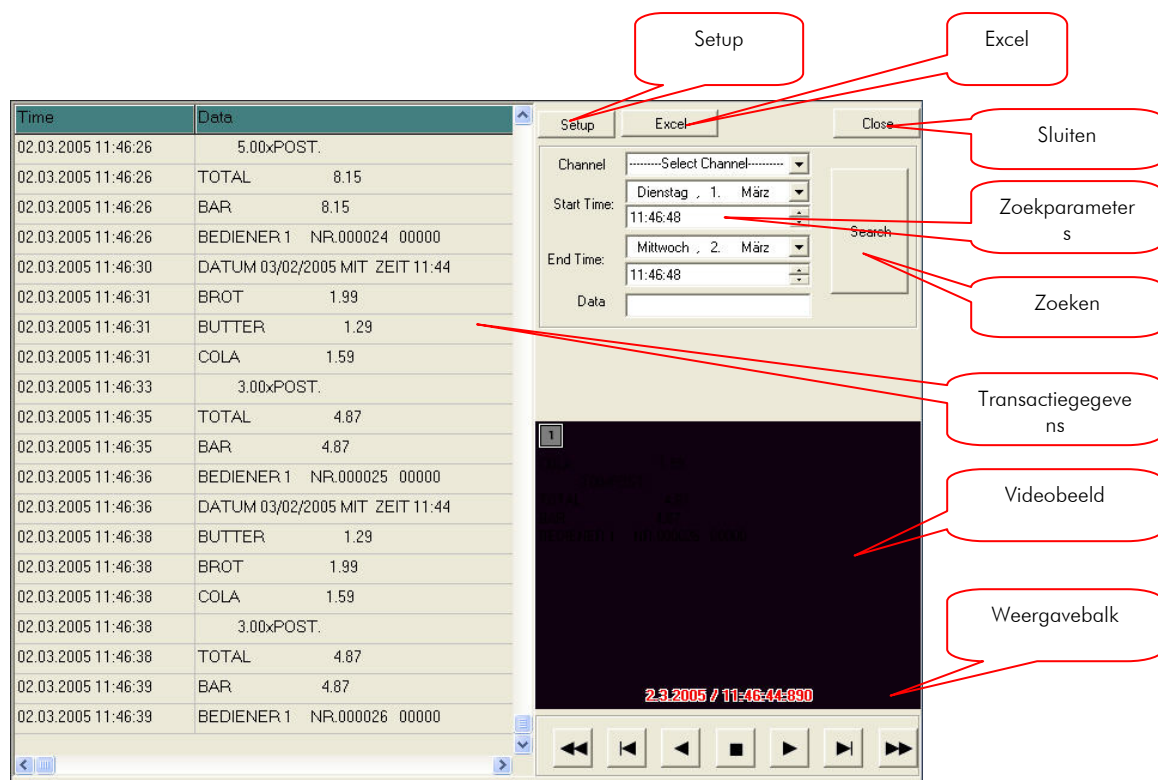 Setup
Excel
Time Data
02.03.2005 11:46:26 5.00xPOST.
02.03.2005 11:46:26 TOTAL 8.15
02.03.2005 11:46:26 BAR 8.15
02.03.2005 11:46:26 BEDIENER1 NR.000024 00000
02.03.2005 11:46:30 DATUM 03/02/2005 MIT ZEIT 11:44
02.03.2005 11:46:31 BROT 1.99
02.03.2005 11:46:31 BUTTER 1.29
02.03.2005 11:46:31 COLA 1.59
02.03.2005 11:46:33 3.00xPOST.
02.03.2005 11:46:35 TOTAL 4.87
02.03.2005 11:46:35 BAR 4.87
02.03.2005 11:46:36 BEDIENER1 NR.000025 00000
02.03.2005 11:46:36 DATUM 03/02/2005 MIT ZEIT 11:44
02.03.2005 11:46:38 BUTTER 1.29
02.03.2005 11:46:38 BROT 1.99
02.03.2005 11:46:38 COLA 1.59
02.03.2005 11:46:38 3.00xPOST.
02.03.2005 11:46:38 TOTAL 4.87
02.03.2005 11:46:39 BAR 4.87
02.03.2005 11:46:39 BEDIENER1 NR.000026 00000
Setup Excel Close
Channel ---------Select Channel---------
Start Time: Dienstag , 1. März
11:46:48
End Time: Mittwoch , 2. März
11:46:48
Data
Search
1
2.3.2005 / 11:46:44:890
Sluiten
Zoekparameter
s
Zoeken
Transactiegegeve
ns
Videobeeld
Weergavebalk